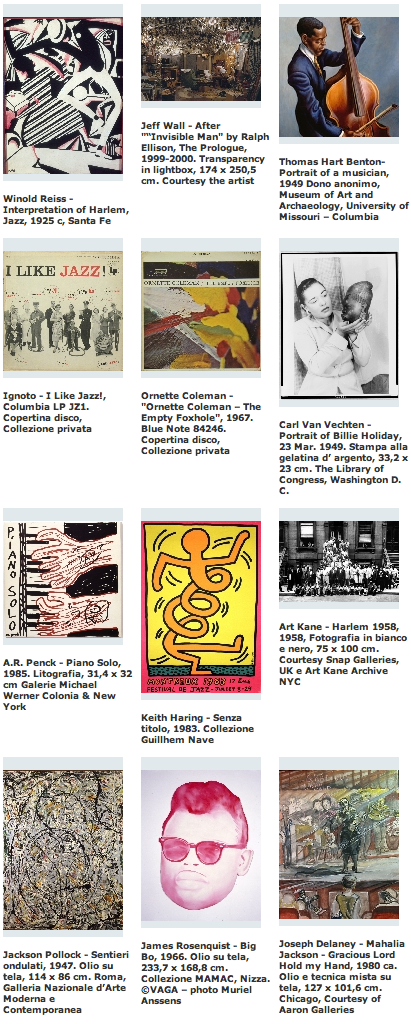 Winold Reiss -
Interpretation of Harlem,
Jazz, 1925 c, Santa Fe
Jeff Wall - After
"“Invisible Man" by Ralph
Ellison, The Prologue,
1999-2000. Transparency
in lightbox, 174 x 250,5
cm. Courtesy the artist
Thomas Hart Benton-
Portrait of a musician,
1949 Dono anonimo,
Museum of Art and
Archaeology, University of
Missouri – Columbia
I LIKE JAZZ!
ORNETTE COLEMAN
Ignoto - I Like Jazz!,
Columbia LP JZ1.
Copertina disco,
Collezione privata
Ornette Coleman -
"Ornette Coleman – The
Empty Foxhole", 1967.
Blue Note 84246.
Copertina disco,
Collezione privata
Carl Van Vechten -
Portrait of Billie Holiday,
23 Mar. 1949. Stampa alla
gelatina d’ argento, 33,2 x
23 cm. The Library of
Congress, Washington D.
C.
PIANO SOLO
MONTREUX 1983 17 Eme
FESTIVAL DE JAZZ - JUILLET 8-24
A.R. Penck - Piano Solo,
1985. Litografia, 31,4 x 32
cm Galerie Michael
Werner Colonia & New
York
Keith Haring - Senza
titolo, 1983. Collezione
Guillhem Nave
Art Kane - Harlem 1958,
1958, Fotografia in bianco
e nero, 75 x 100 cm.
Courtesy Snap Galleries,
UK e Art Kane Archive
NYC
Jackson Pollock - Sentieri
ondulati, 1947. Olio su
tela, 114 x 86 cm. Roma,
Galleria Nazionale d’Arte
Moderna e
Contemporanea
James Rosenquist - Big
Bo, 1966. Olio su tela,
233,7 x 168,8 cm.
Collezione MAMAC, Nizza.
©VAGA – photo Muriel
Anssens
Joseph Delaney - Mahalia
Jackson - Gracious Lord
Hold my Hand, 1980 ca.
Olio e tecnica mista su
tela, 127 x 101,6 cm.
Chicago, Courtesy of
Aaron Galleries